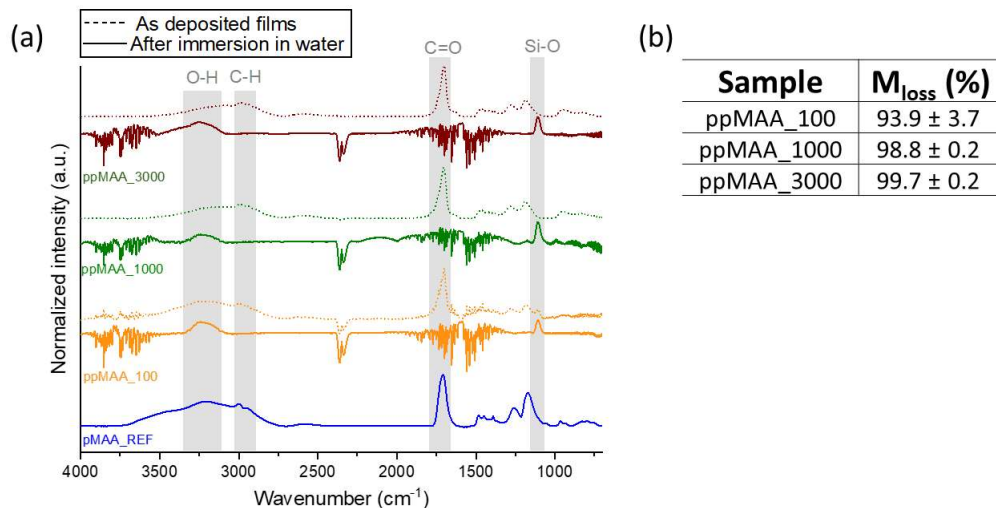 (a)
As deposited films
After immersion in water
O-H
C-H
C=O
Si-O
ppMAA_3000
ppMAA_1000
ppMAA_100
pMAA_REF
Normalized intensity (a.u.)
4000 3500 3000 2500 2000 1500 1000
Wavenumber (cm⁻¹)
(b)
Sample M_loss (%)
ppMAA_100 93.9 ± 3.7
ppMAA_1000 98.8 ± 0.2
ppMAA_3000 99.7 ± 0.2